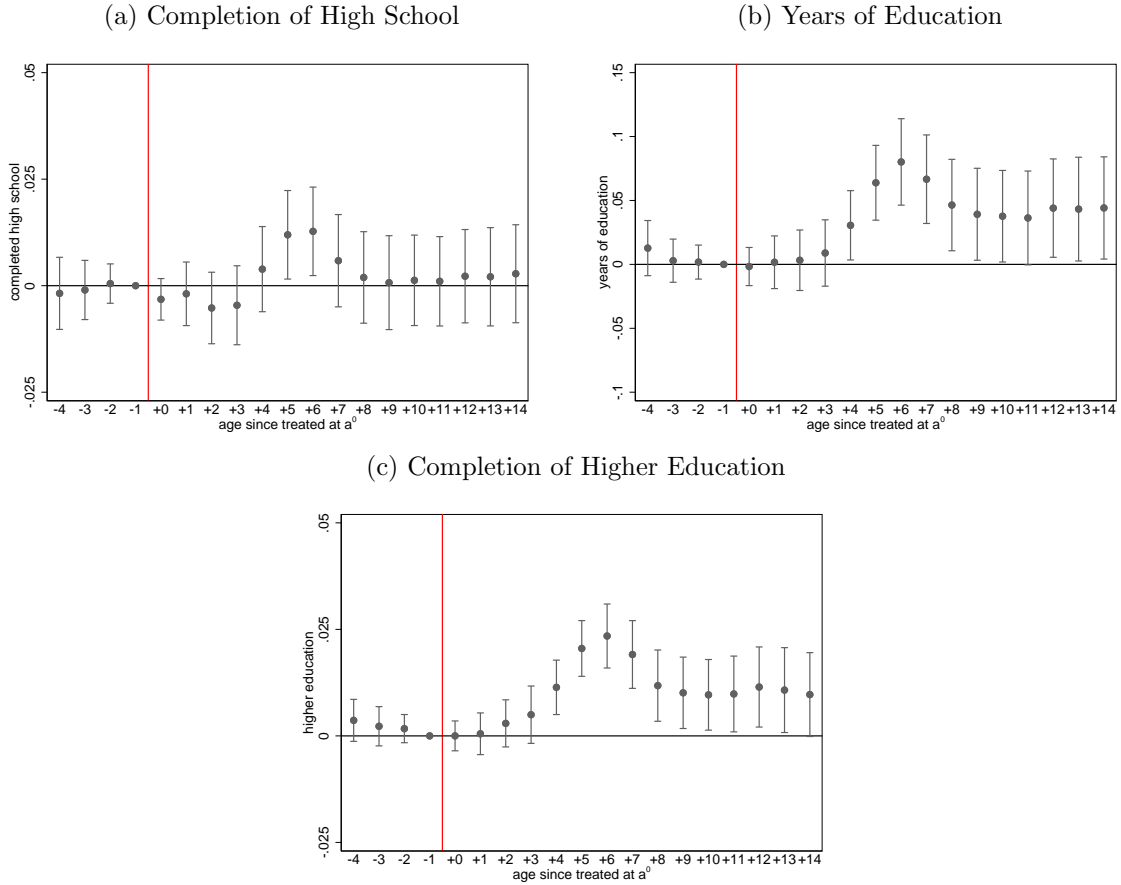 (a) Completion of High School
(b) Years of Education
.05
.025
0
-.025
completed high school
-4 -3 -2 -1 +0 +1 +2 +3 +4 +5 +6 +7 +8 +9 +10 +11 +12 +13 +14
age since treated at a⁰
.15
.1
.05
0
-.05
-.1
years of education
-4 -3 -2 -1 +0 +1 +2 +3 +4 +5 +6 +7 +8 +9 +10 +11 +12 +13 +14
age since treated at a⁰
(c) Completion of Higher Education
.05
.025
0
-.025
higher education
-4 -3 -2 -1 +0 +1 +2 +3 +4 +5 +6 +7 +8 +9 +10 +11 +12 +13 +14
age since treated at a⁰